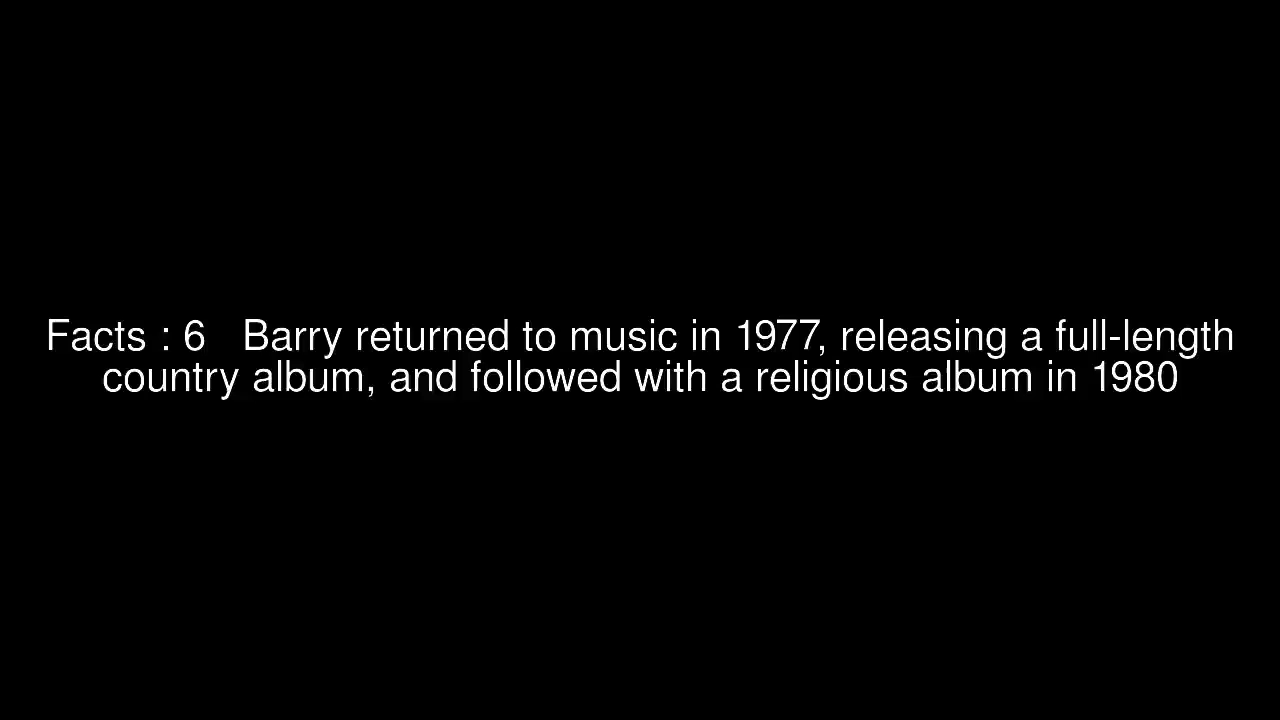 Facts : 6   Barry returned to music in 1977, releasing a full-length
country album, and followed with a religious album in 1980